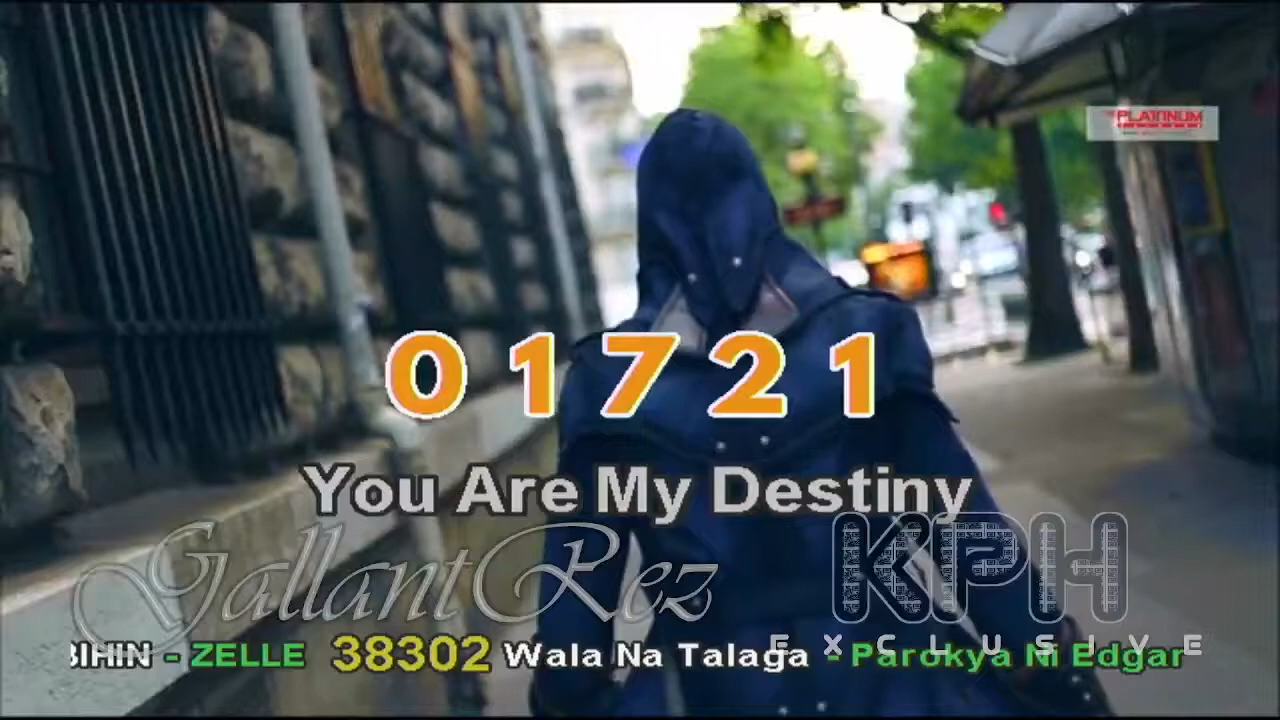 PLATINUM
01721
You Are My Destiny
GallantRez
KPH
EXCLUSIVE
BIHIN - ZELLE 38302 Wala Na Talaga - Parokya Ni Edgar